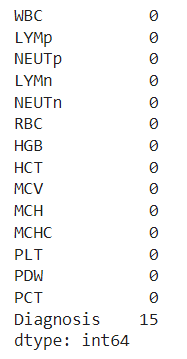 WBC 0
LYMp 0
NEUTp 0
LYMn 0
NEUTn 0
RBC 0
HGB 0
HCT 0
MCV 0
MCH 0
MCHC 0
PLT 0
PDW 0
PCT 0
Diagnosis 15
dtype: int64